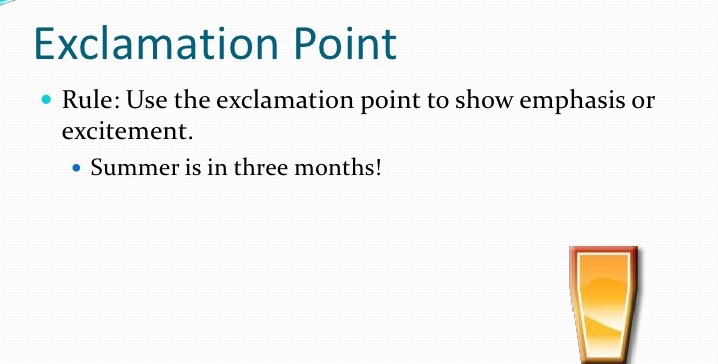 Exclamation Point
Rule: Use the exclamation point to show emphasis or
excitement.
Summer is in three months!